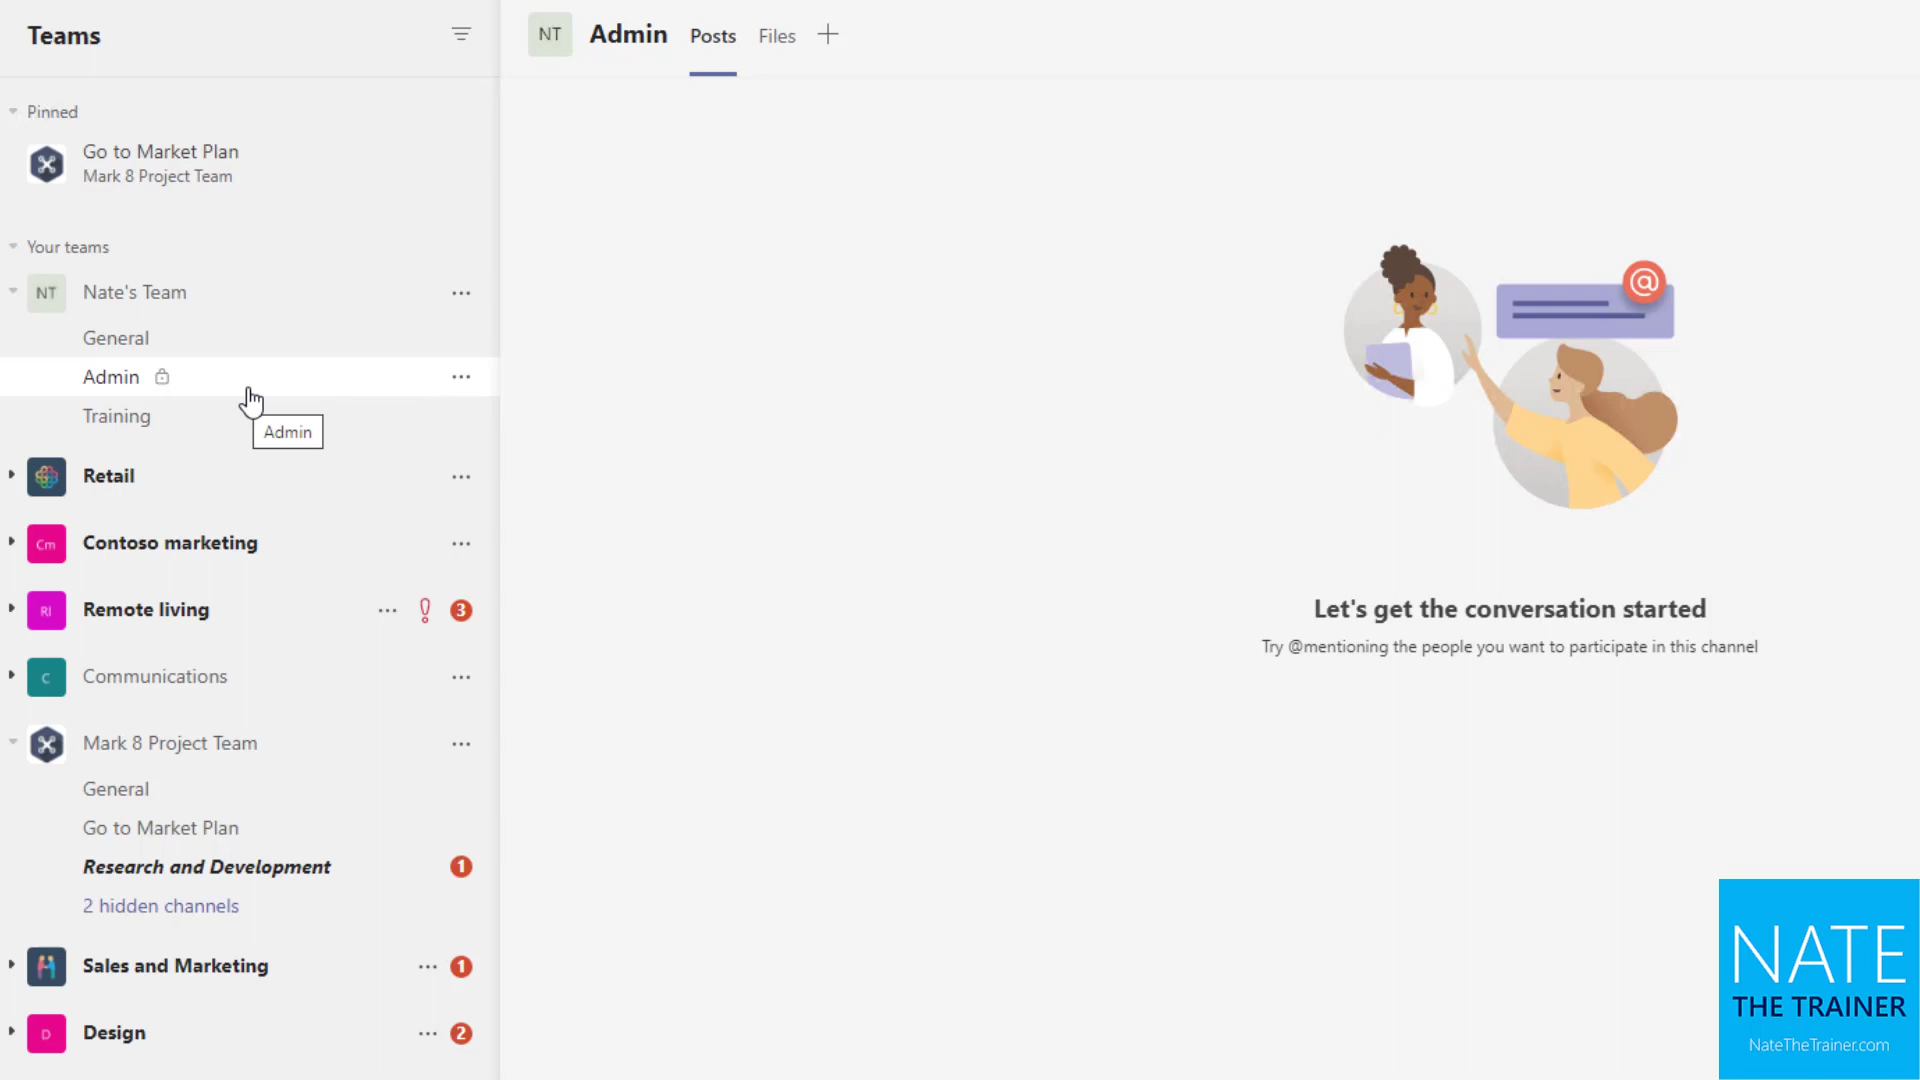 Teams
Pinned
Go to Market Plan
Mark 8 Project Team
Your teams
NT Nate's Team
General
Admin
Training
Admin
Retail
Cm Contoso marketing
RI Remote living 3
C Communications
Mark 8 Project Team
General
Go to Market Plan
Research and Development 1
2 hidden channels
Sales and Marketing 1
D Design 2
NT Admin Posts Files
@
Let's get the conversation started
Try @mentioning the people you want to participate in this channel
NATE
THE TRAINER
NateTheTrainer.com